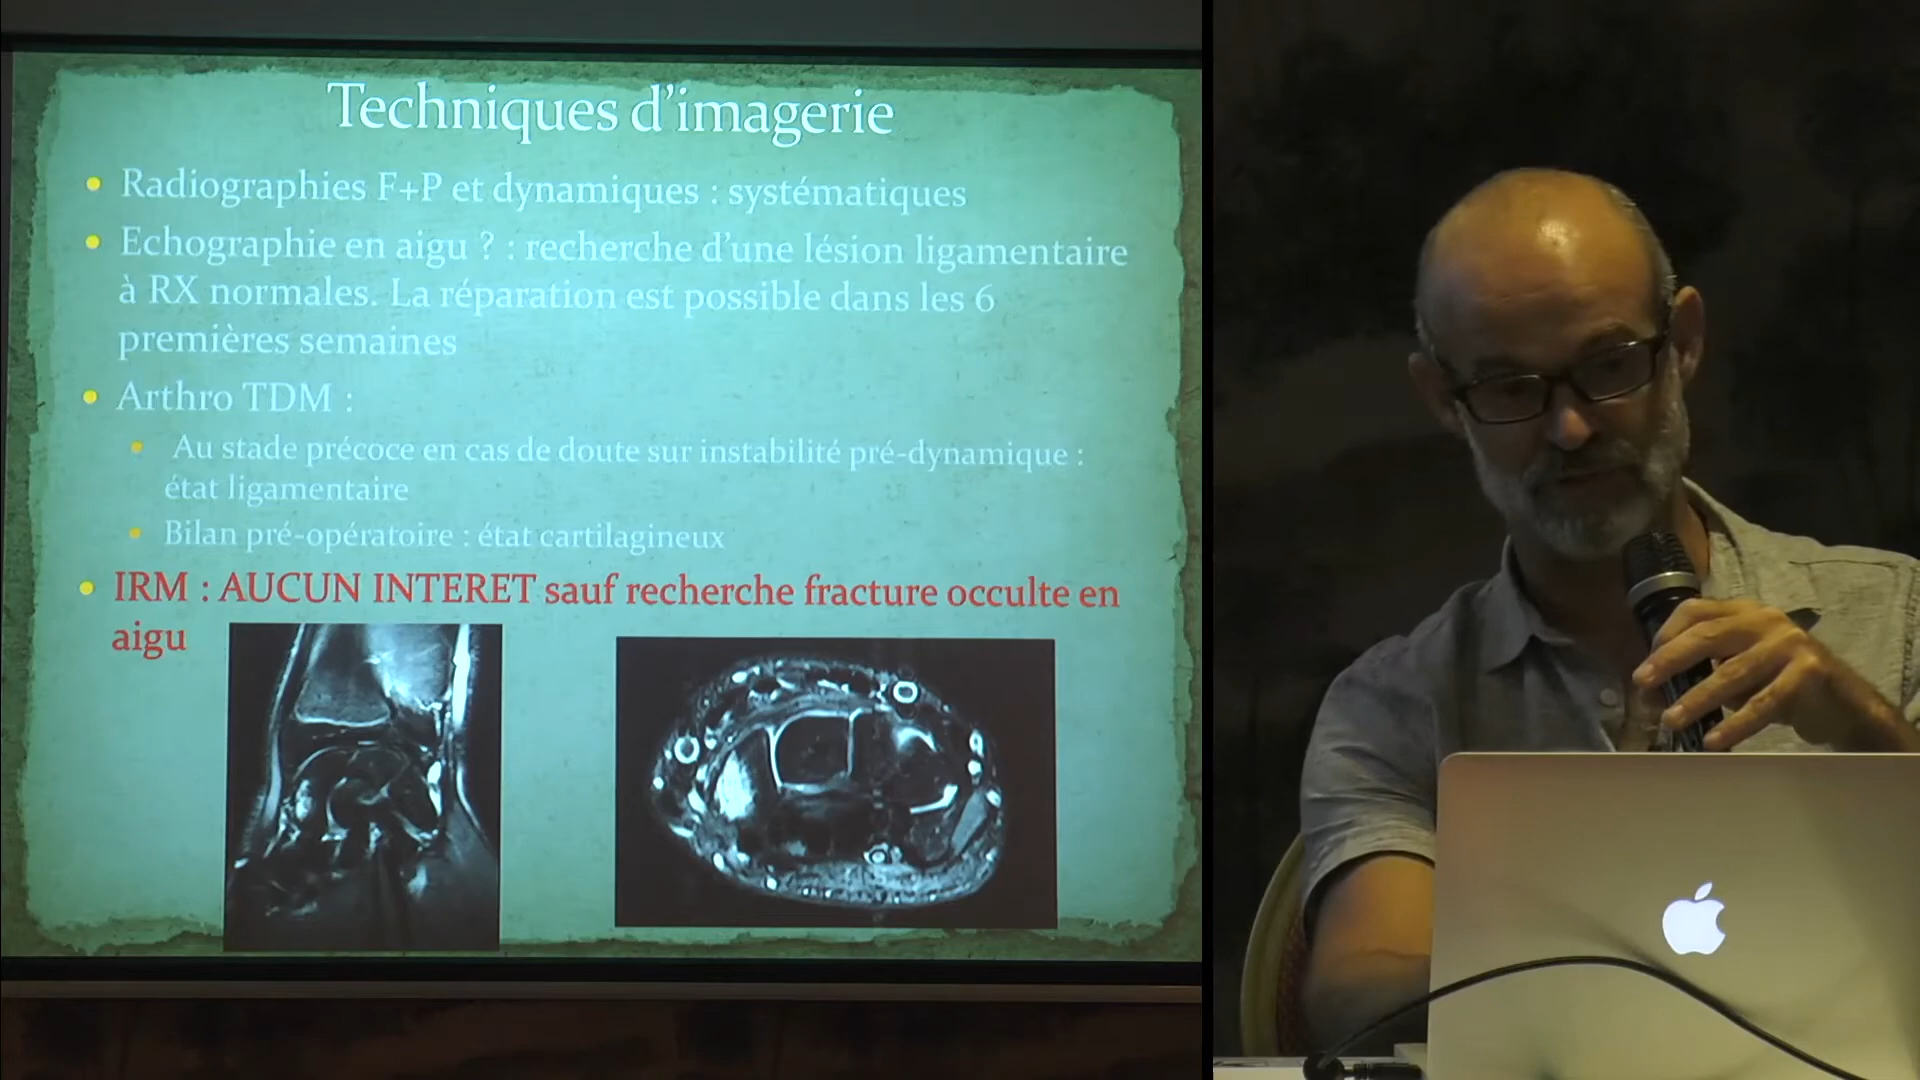 Techniques d'imagerie
Radiographies F+P et dynamiques : systématiques
Echographie en aigu ? : recherche d'une lésion ligamentaire
à RX normales. La réparation est possible dans les 6
premières semaines
Arthro TDM :
Au stade précoce en cas de doute sur instabilité pré-dynamique :
état ligamentaire
Bilan pré-opératoire : état cartilagineux
IRM : AUCUN INTERET sauf recherche fracture occulte en
aigu